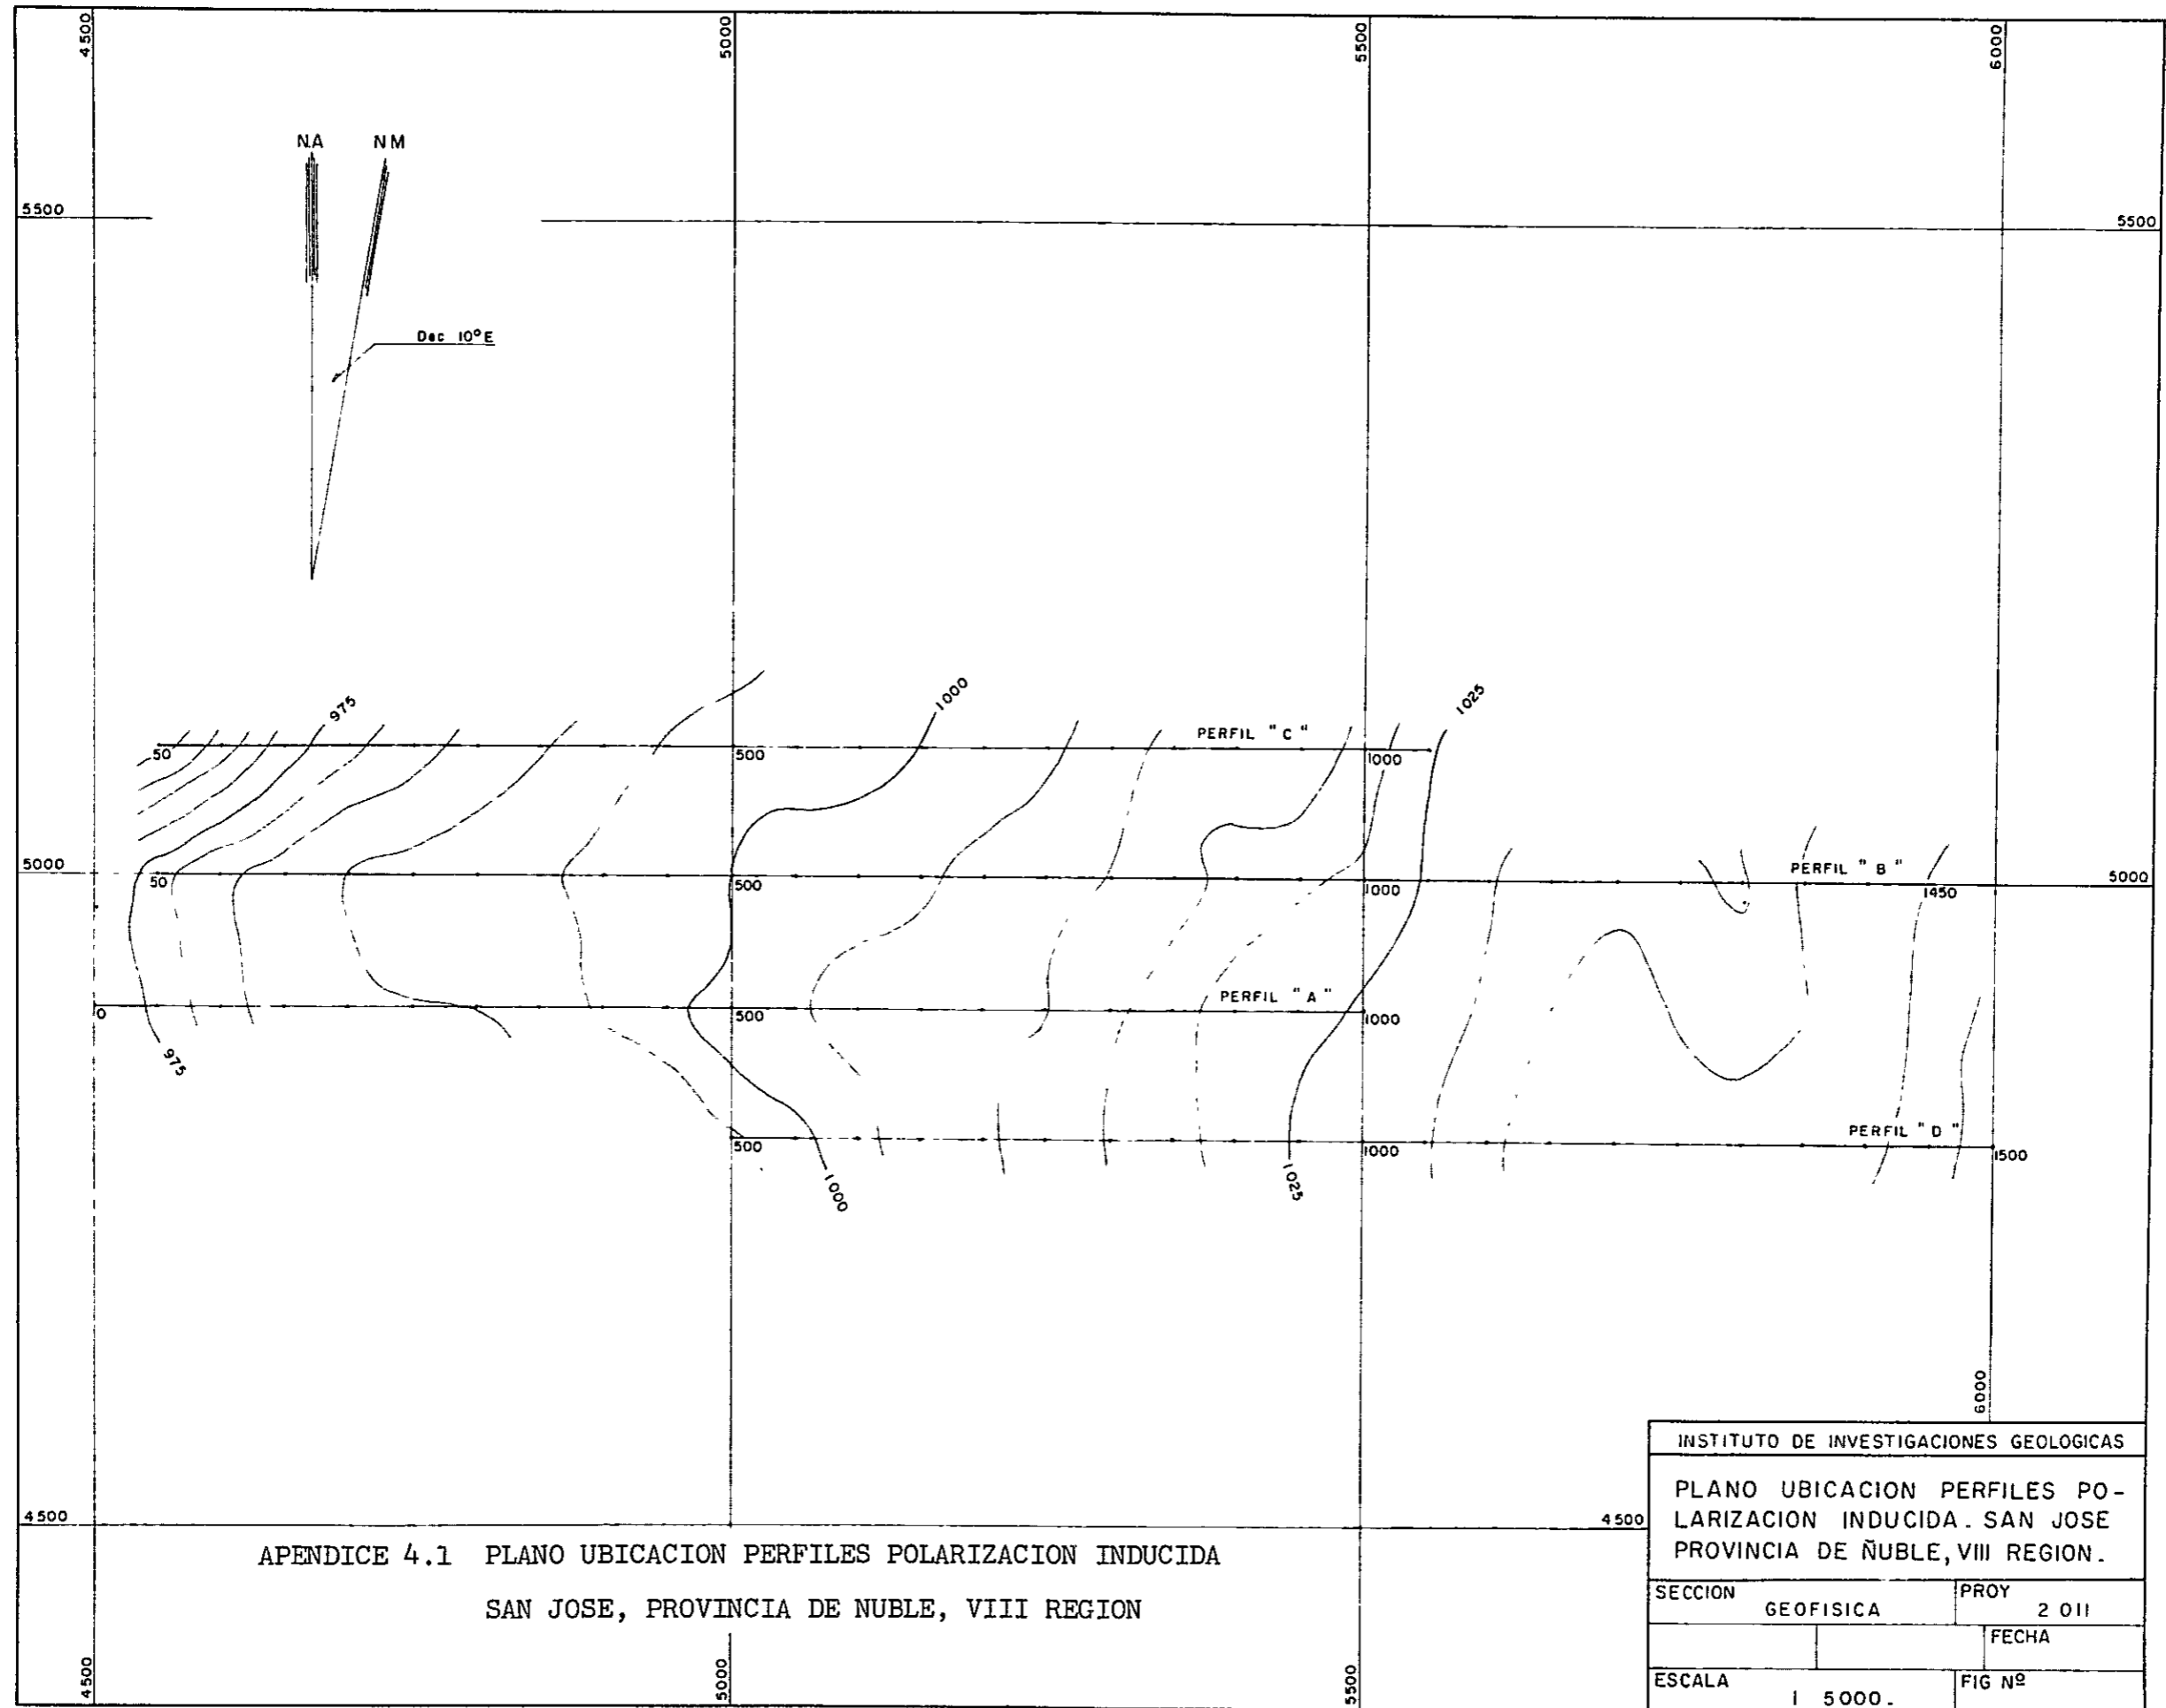 4500
5000
5500
6000
NA
NM
5500
5500
Dec 10° E
975
1000
1025
PERFIL "C"
50
500
1000
5000
50
500
1000
PERFIL "B"
1450
5000
0
500
PERFIL "A"
1000
975
500
1000
1025
1000
PERFIL "D"
1500
6000
4500
4500
APENDICE 4.1 PLANO UBICACION PERFILES POLARIZACION INDUCIDA
SAN JOSE, PROVINCIA DE NUBLE, VIII REGION
4500
5000
5500
INSTITUTO DE INVESTIGACIONES GEOLOGICAS
PLANO UBICACION PERFILES PO-
LARIZACION INDUCIDA. SAN JOSE
PROVINCIA DE ÑUBLE, VIII REGION.
SECCION
GEOFISICA
PROY
2 011
FECHA
ESCALA
1 5000.
FIG Nº